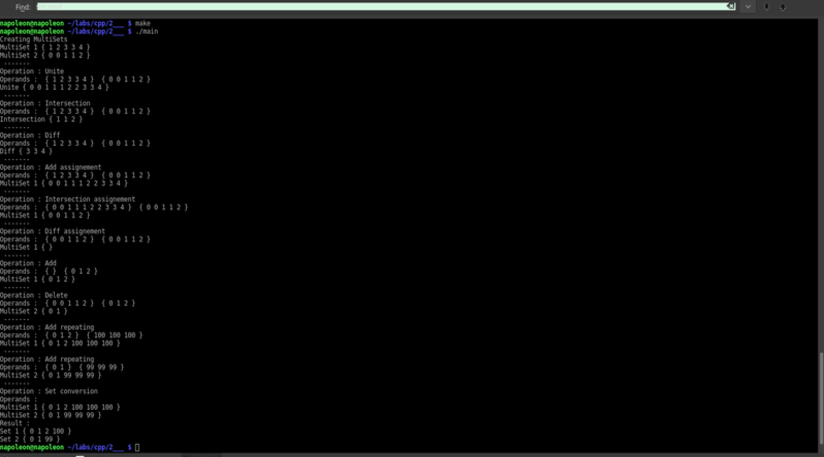 Find:
napoleon@napoleon ~/labs/cpp/2___ $ make
napoleon@napoleon ~/labs/cpp/2___ $ ./main
Creating MultiSets
MultiSet 1 { 1 2 3 3 4 }
MultiSet 2 { 0 0 1 1 2 }
-------
Operation : Unite
Operands : { 1 2 3 3 4 } { 0 0 1 1 2 }
Unite { 0 0 1 1 1 2 2 3 3 4 }
-------
Operation : Intersection
Operands : { 1 2 3 3 4 } { 0 0 1 1 2 }
Intersection { 1 1 2 }
-------
Operation : Diff
Operands : { 1 2 3 3 4 } { 0 0 1 1 2 }
Diff { 3 3 4 }
-------
Operation : Add assignement
Operands : { 1 2 3 3 4 } { 0 0 1 1 2 }
MultiSet 1 { 0 0 1 1 1 2 2 3 3 4 }
-------
Operation : Intersection assignement
Operands : { 0 0 1 1 1 2 2 3 3 4 } { 0 0 1 1 2 }
MultiSet 1 { 0 0 1 1 2 }
-------
Operation : Diff assignement
Operands : { 0 0 1 1 2 } { 0 0 1 1 2 }
MultiSet 1 { }
-------
Operation : Add
Operands : { } { 0 1 2 }
MultiSet 1 { 0 1 2 }
-------
Operation : Delete
Operands : { 0 0 1 1 2 } { 0 1 2 }
MultiSet 2 { 0 1 }
-------
Operation : Add repeating
Operands : { 0 1 2 } { 100 100 100 }
MultiSet 1 { 0 1 2 100 100 100 }
-------
Operation : Add repeating
Operands : { 0 1 } { 99 99 99 }
MultiSet 2 { 0 1 99 99 99 }
-------
Operation : Set conversion
Operands :
MultiSet 1 { 0 1 2 100 100 100 }
MultiSet 2 { 0 1 99 99 99 }
Result :
Set 1 { 0 1 2 100 }
Set 2 { 0 1 99 }
napoleon@napoleon ~/labs/cpp/2___ $